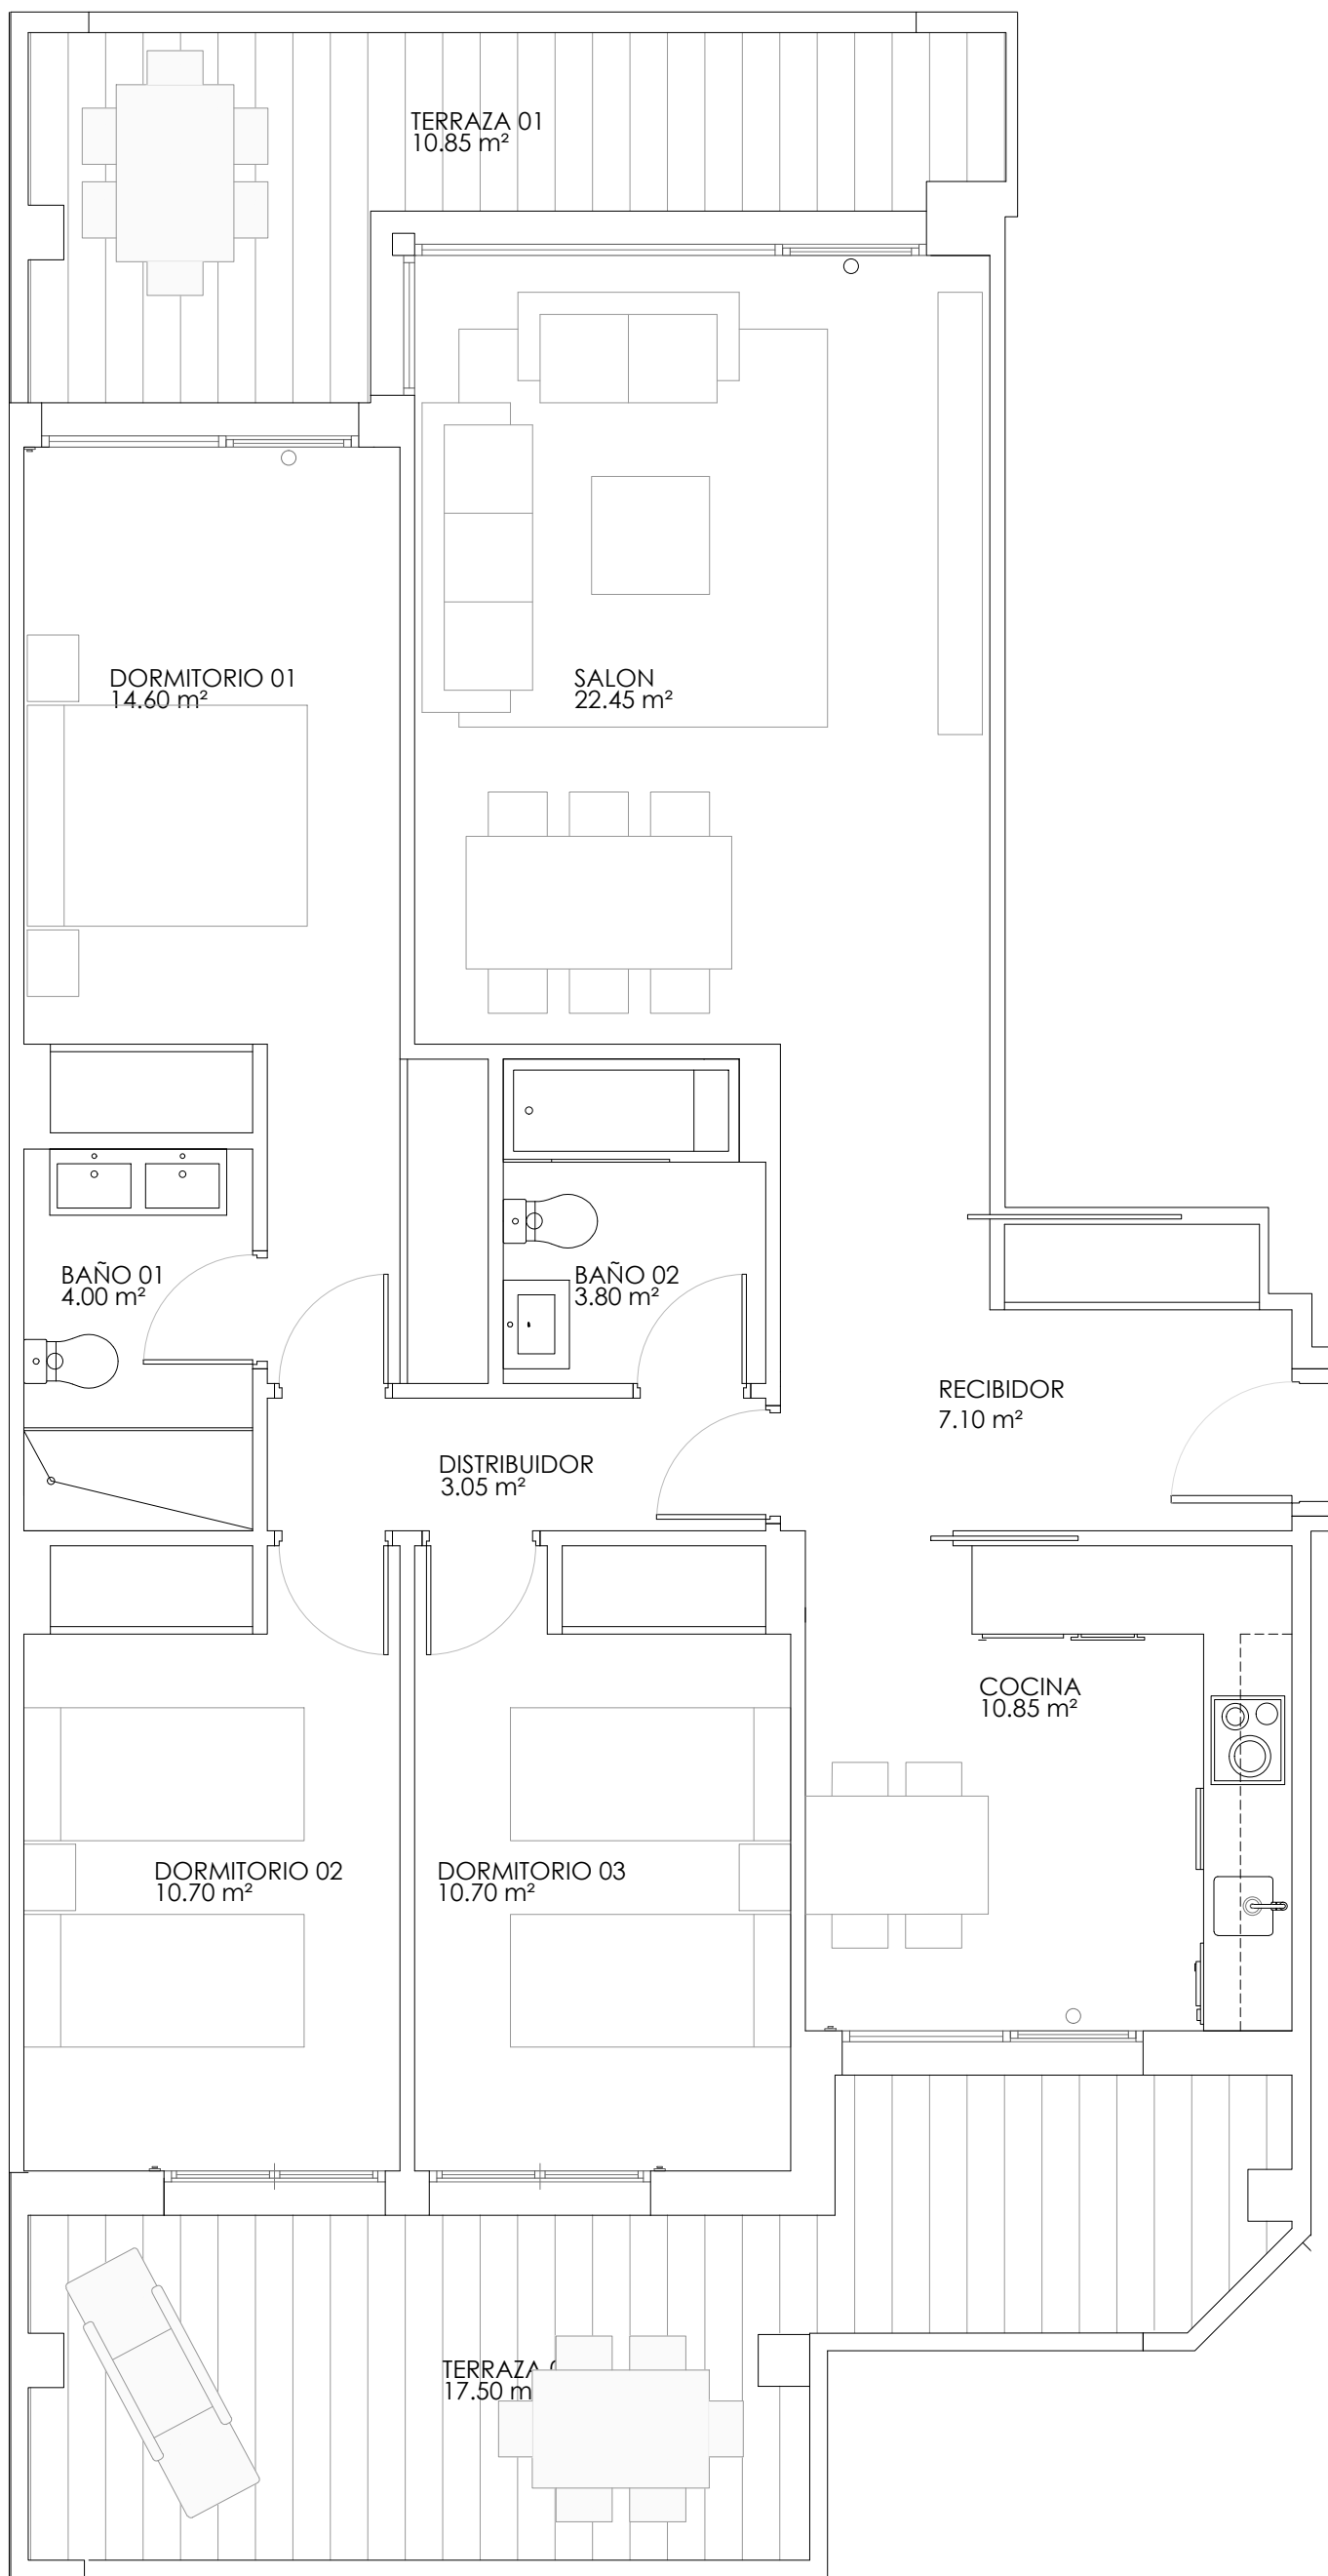 TERRAZA 01
10.85 m²
DORMITORIO 01
14.60 m²
SALON
22.45 m²
BAÑO 01
4.00 m²
BAÑO 02
3.80 m²
RECIBIDOR
7.10 m²
DISTRIBUIDOR
3.05 m²
COCINA
10.85 m²
DORMITORIO 02
10.70 m²
DORMITORIO 03
10.70 m²
TERRAZA
17.50 m